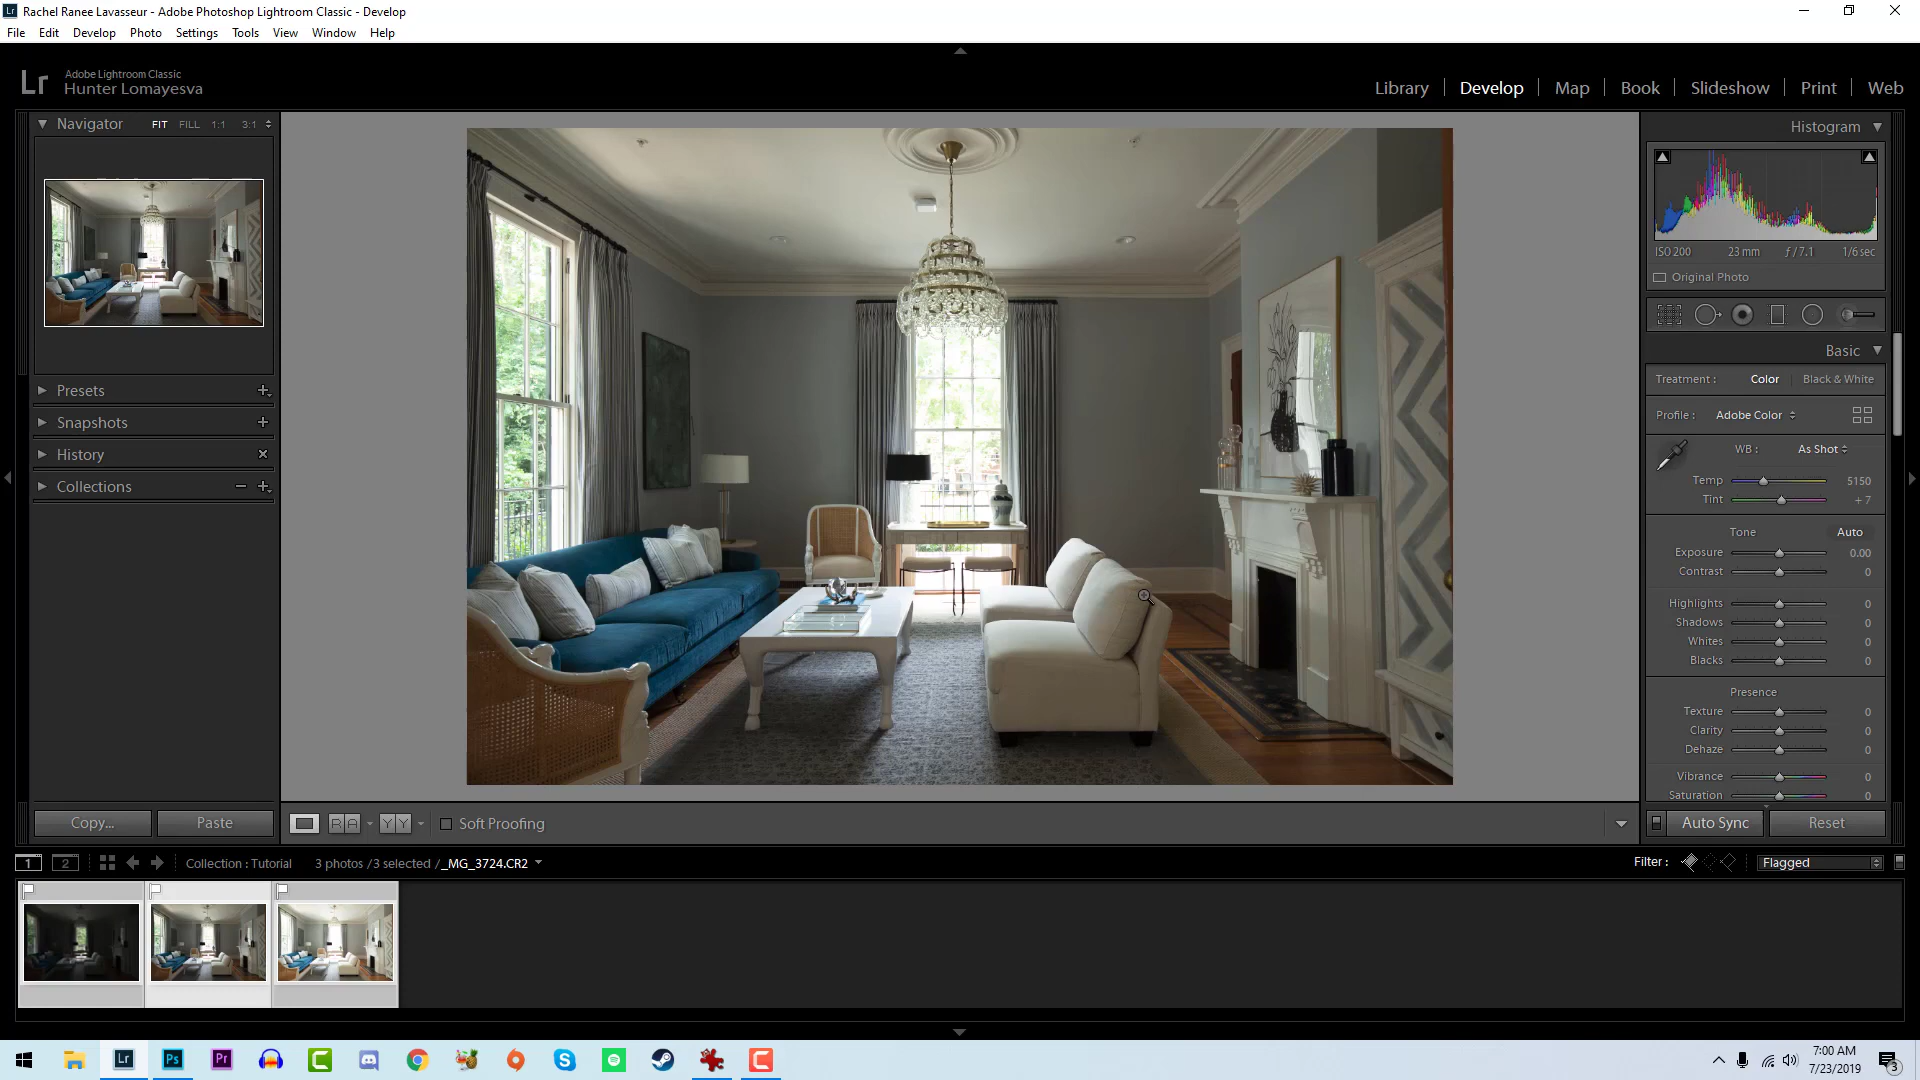 Lr Rachel Ranee Lavasseur - Adobe Photoshop Lightroom Classic - Develop
File Edit Develop Photo Settings Tools View Window Help
Lr Adobe Lightroom Classic
Hunter Lomayesva
Library Develop Map Book Slideshow Print Web
Navigator FIT FILL 1:1 3:1
Presets
Snapshots
History
Collections
Copy... Paste
Histogram
ISO 200 23 mm ƒ / 7.1 1/6 sec
Original Photo
Basic
Treatment : Color Black & White
Profile : Adobe Color
WB : As Shot
Temp 5150
Tint + 7
Tone Auto
Exposure 0.00
Contrast 0
Highlights 0
Shadows 0
Whites 0
Blacks 0
Presence
Texture 0
Clarity 0
Dehaze 0
Vibrance 0
Saturation 0
Auto Sync Reset
R A Y Y Soft Proofing
1 2 Collection : Tutorial 3 photos / 3 selected / _MG_3724.CR2 Filter : Flagged
Lr Ps Pr C S C
7:00 AM
7/23/2019
3